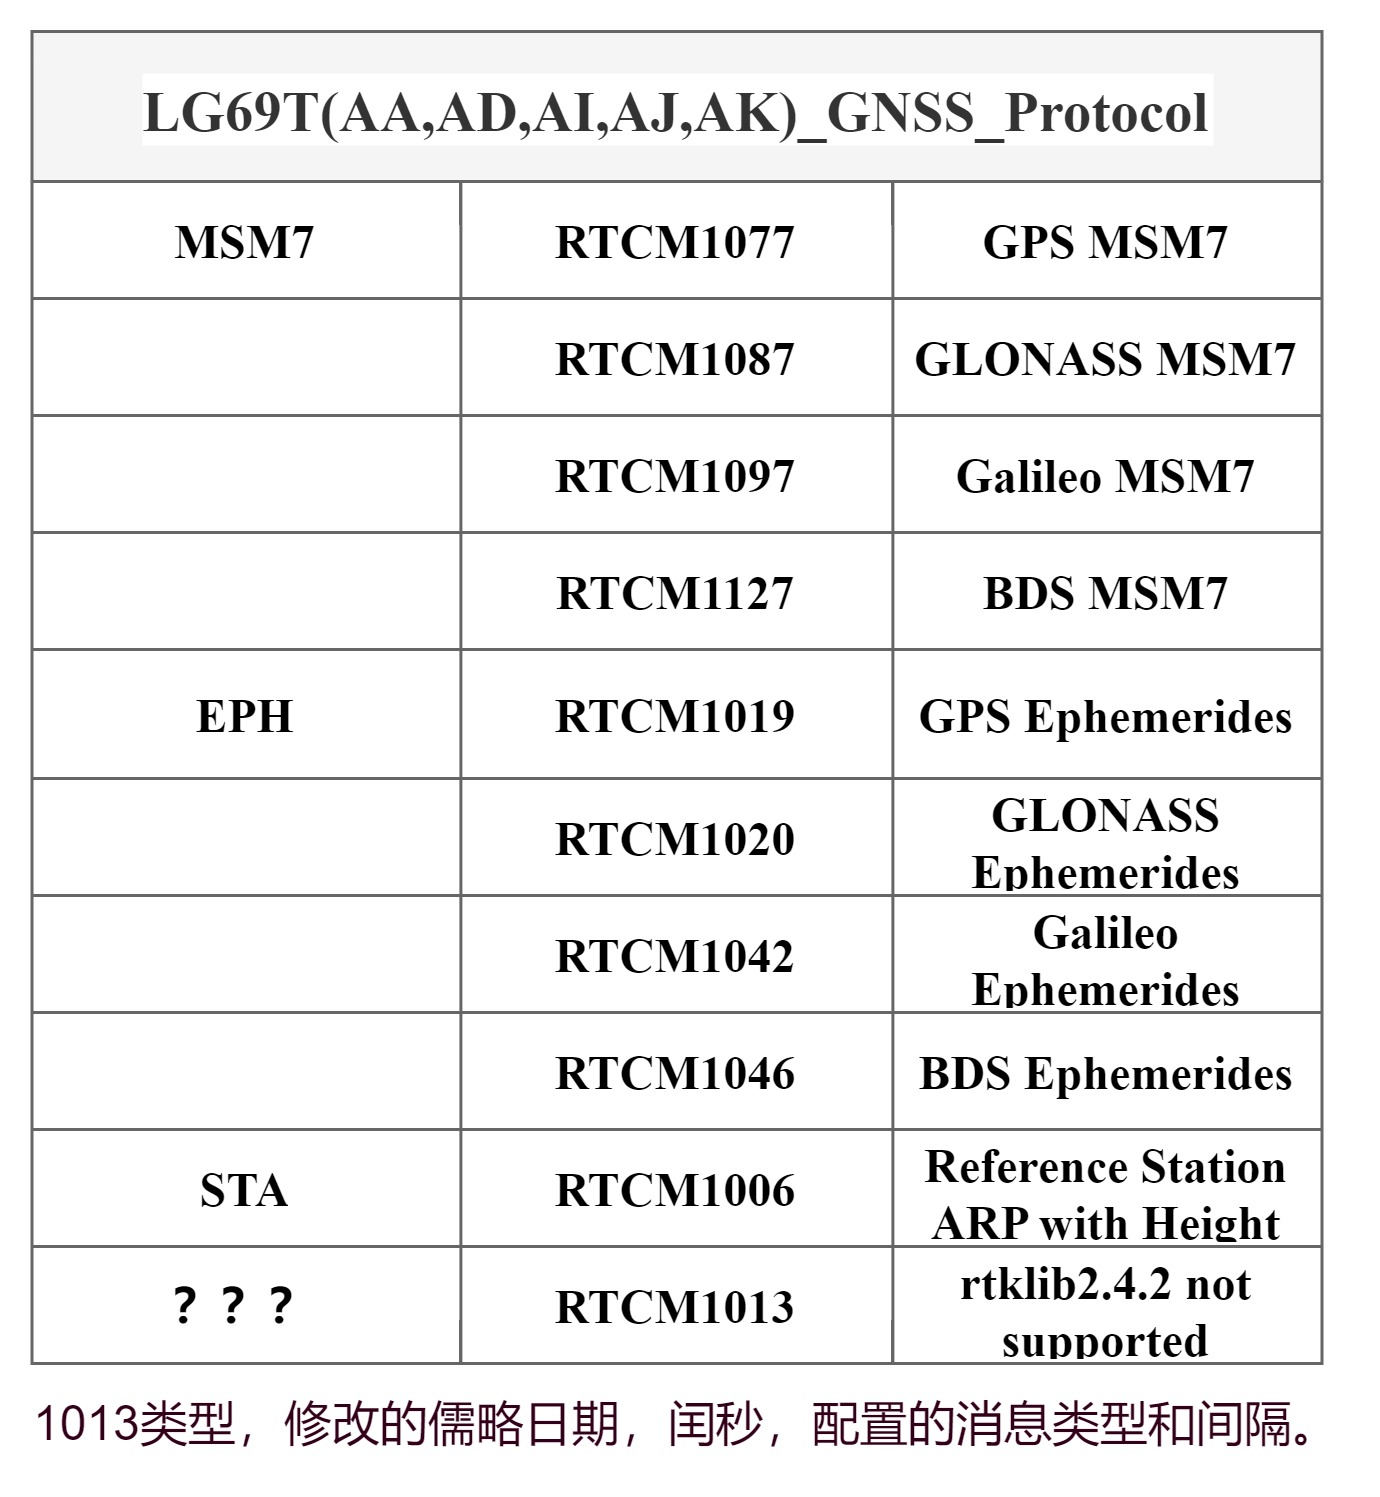 LG69T(AA,AD,AI,AJ,AK)_GNSS_Protocol
MSM7 RTCM1077 GPS MSM7
RTCM1087 GLONASS MSM7
RTCM1097 Galileo MSM7
RTCM1127 BDS MSM7
EPH RTCM1019 GPS Ephemerides
RTCM1020 GLONASS
Ephemerides
RTCM1042 Galileo
Ephemerides
RTCM1046 BDS Ephemerides
STA RTCM1006 Reference Station
ARP with Height
？？？ RTCM1013 rtklib2.4.2 not
supported
1013类型，修改的儒略日期，闰秒，配置的消息类型和间隔。